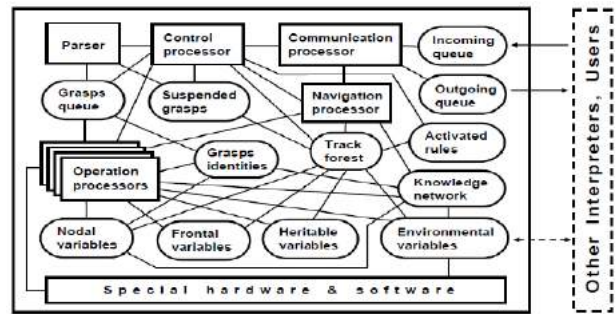 Parser
Control
processor
Communication
processor
Incoming
queue
Grasps
queue
Suspended
grasps
Navigation
processor
Outgoing
queue
Activated
rules
Track
forest
Grasps
identities
Operation
processors
Knowledge
network
Nodal
variables
Frontal
variables
Heritable
variables
Environmental
variables
Special hardware & software
Other Interpreters, Users